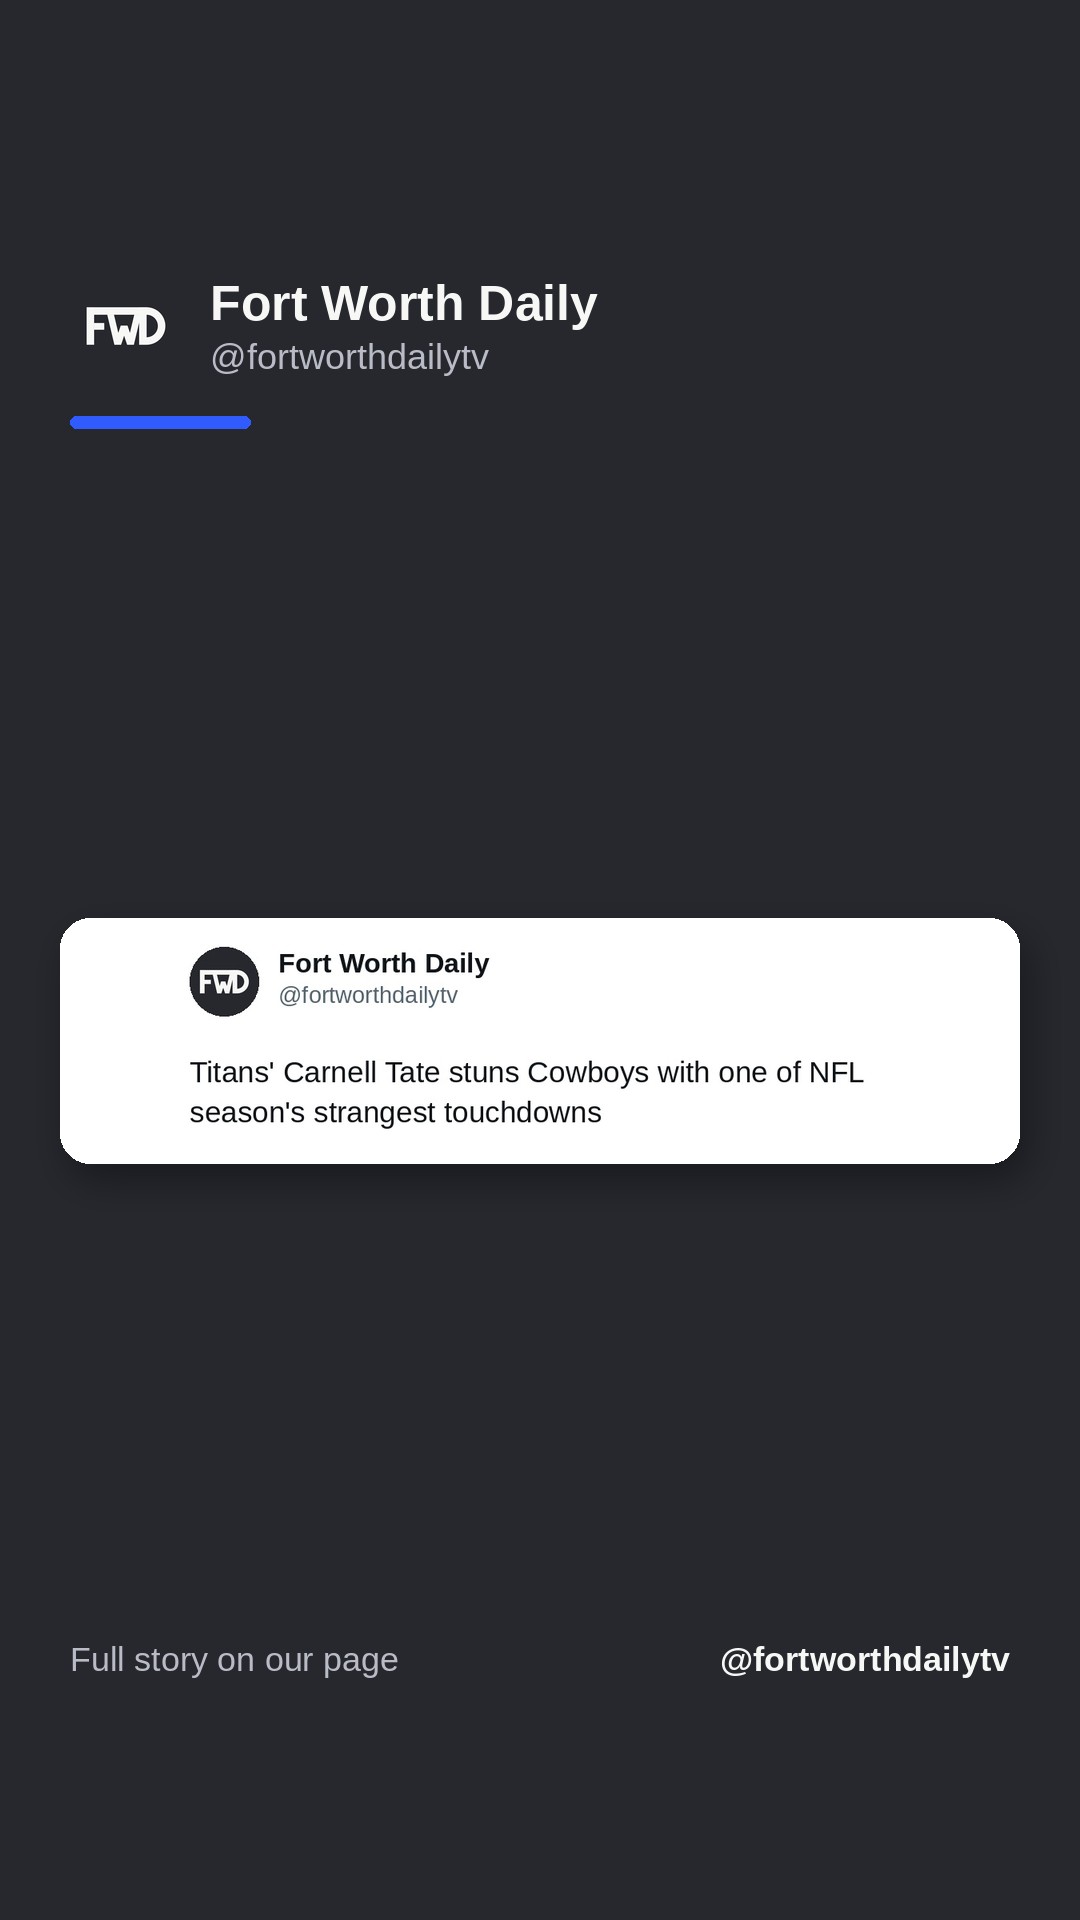 FWD
Fort Worth Daily
@fortworthdailytv
FWD
Fort Worth Daily
@fortworthdailytv
Titans' Carnell Tate stuns Cowboys with one of NFL
season's strangest touchdowns
Full story on our page
@fortworthdailytv